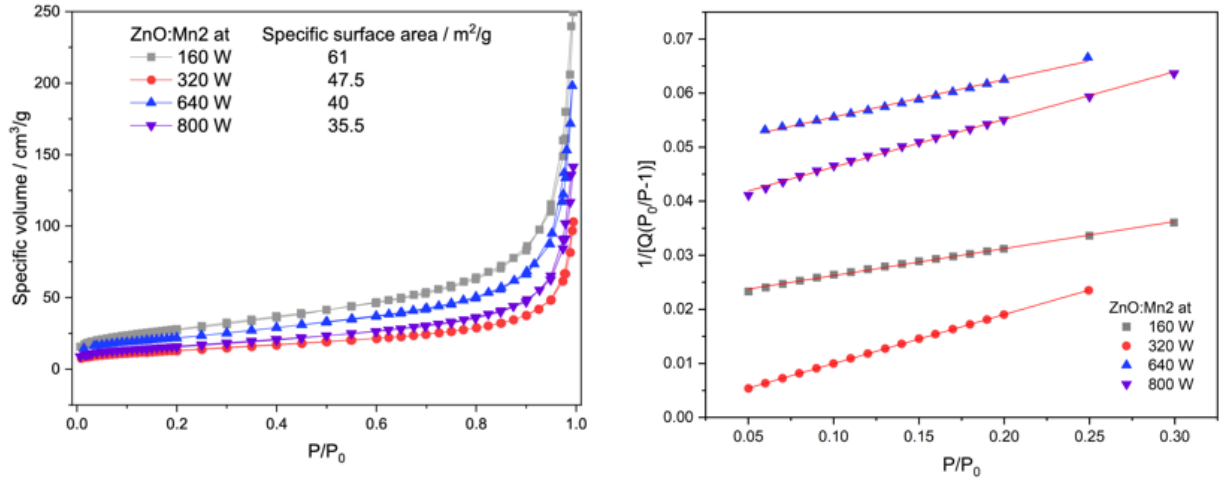 250
200
150
100
50
0
Specific volume / cm³/g
ZnO:Mn2 at Specific surface area / m²/g
160 W 61
320 W 47.5
640 W 40
800 W 35.5
0.0 0.2 0.4 0.6 0.8 1.0
P/P₀
0.07
0.06
0.05
0.04
0.03
0.02
0.01
0.00
1/[Q(P₀/P-1)]
ZnO:Mn2 at
160 W
320 W
640 W
800 W
0.05 0.10 0.15 0.20 0.25 0.30
P/P₀